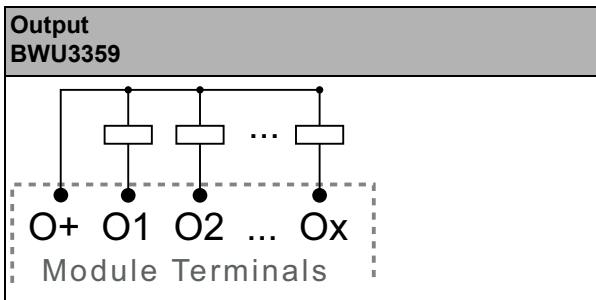 Output
BWU3359
...
O+ O1 O2 ... Ox
Module Terminals